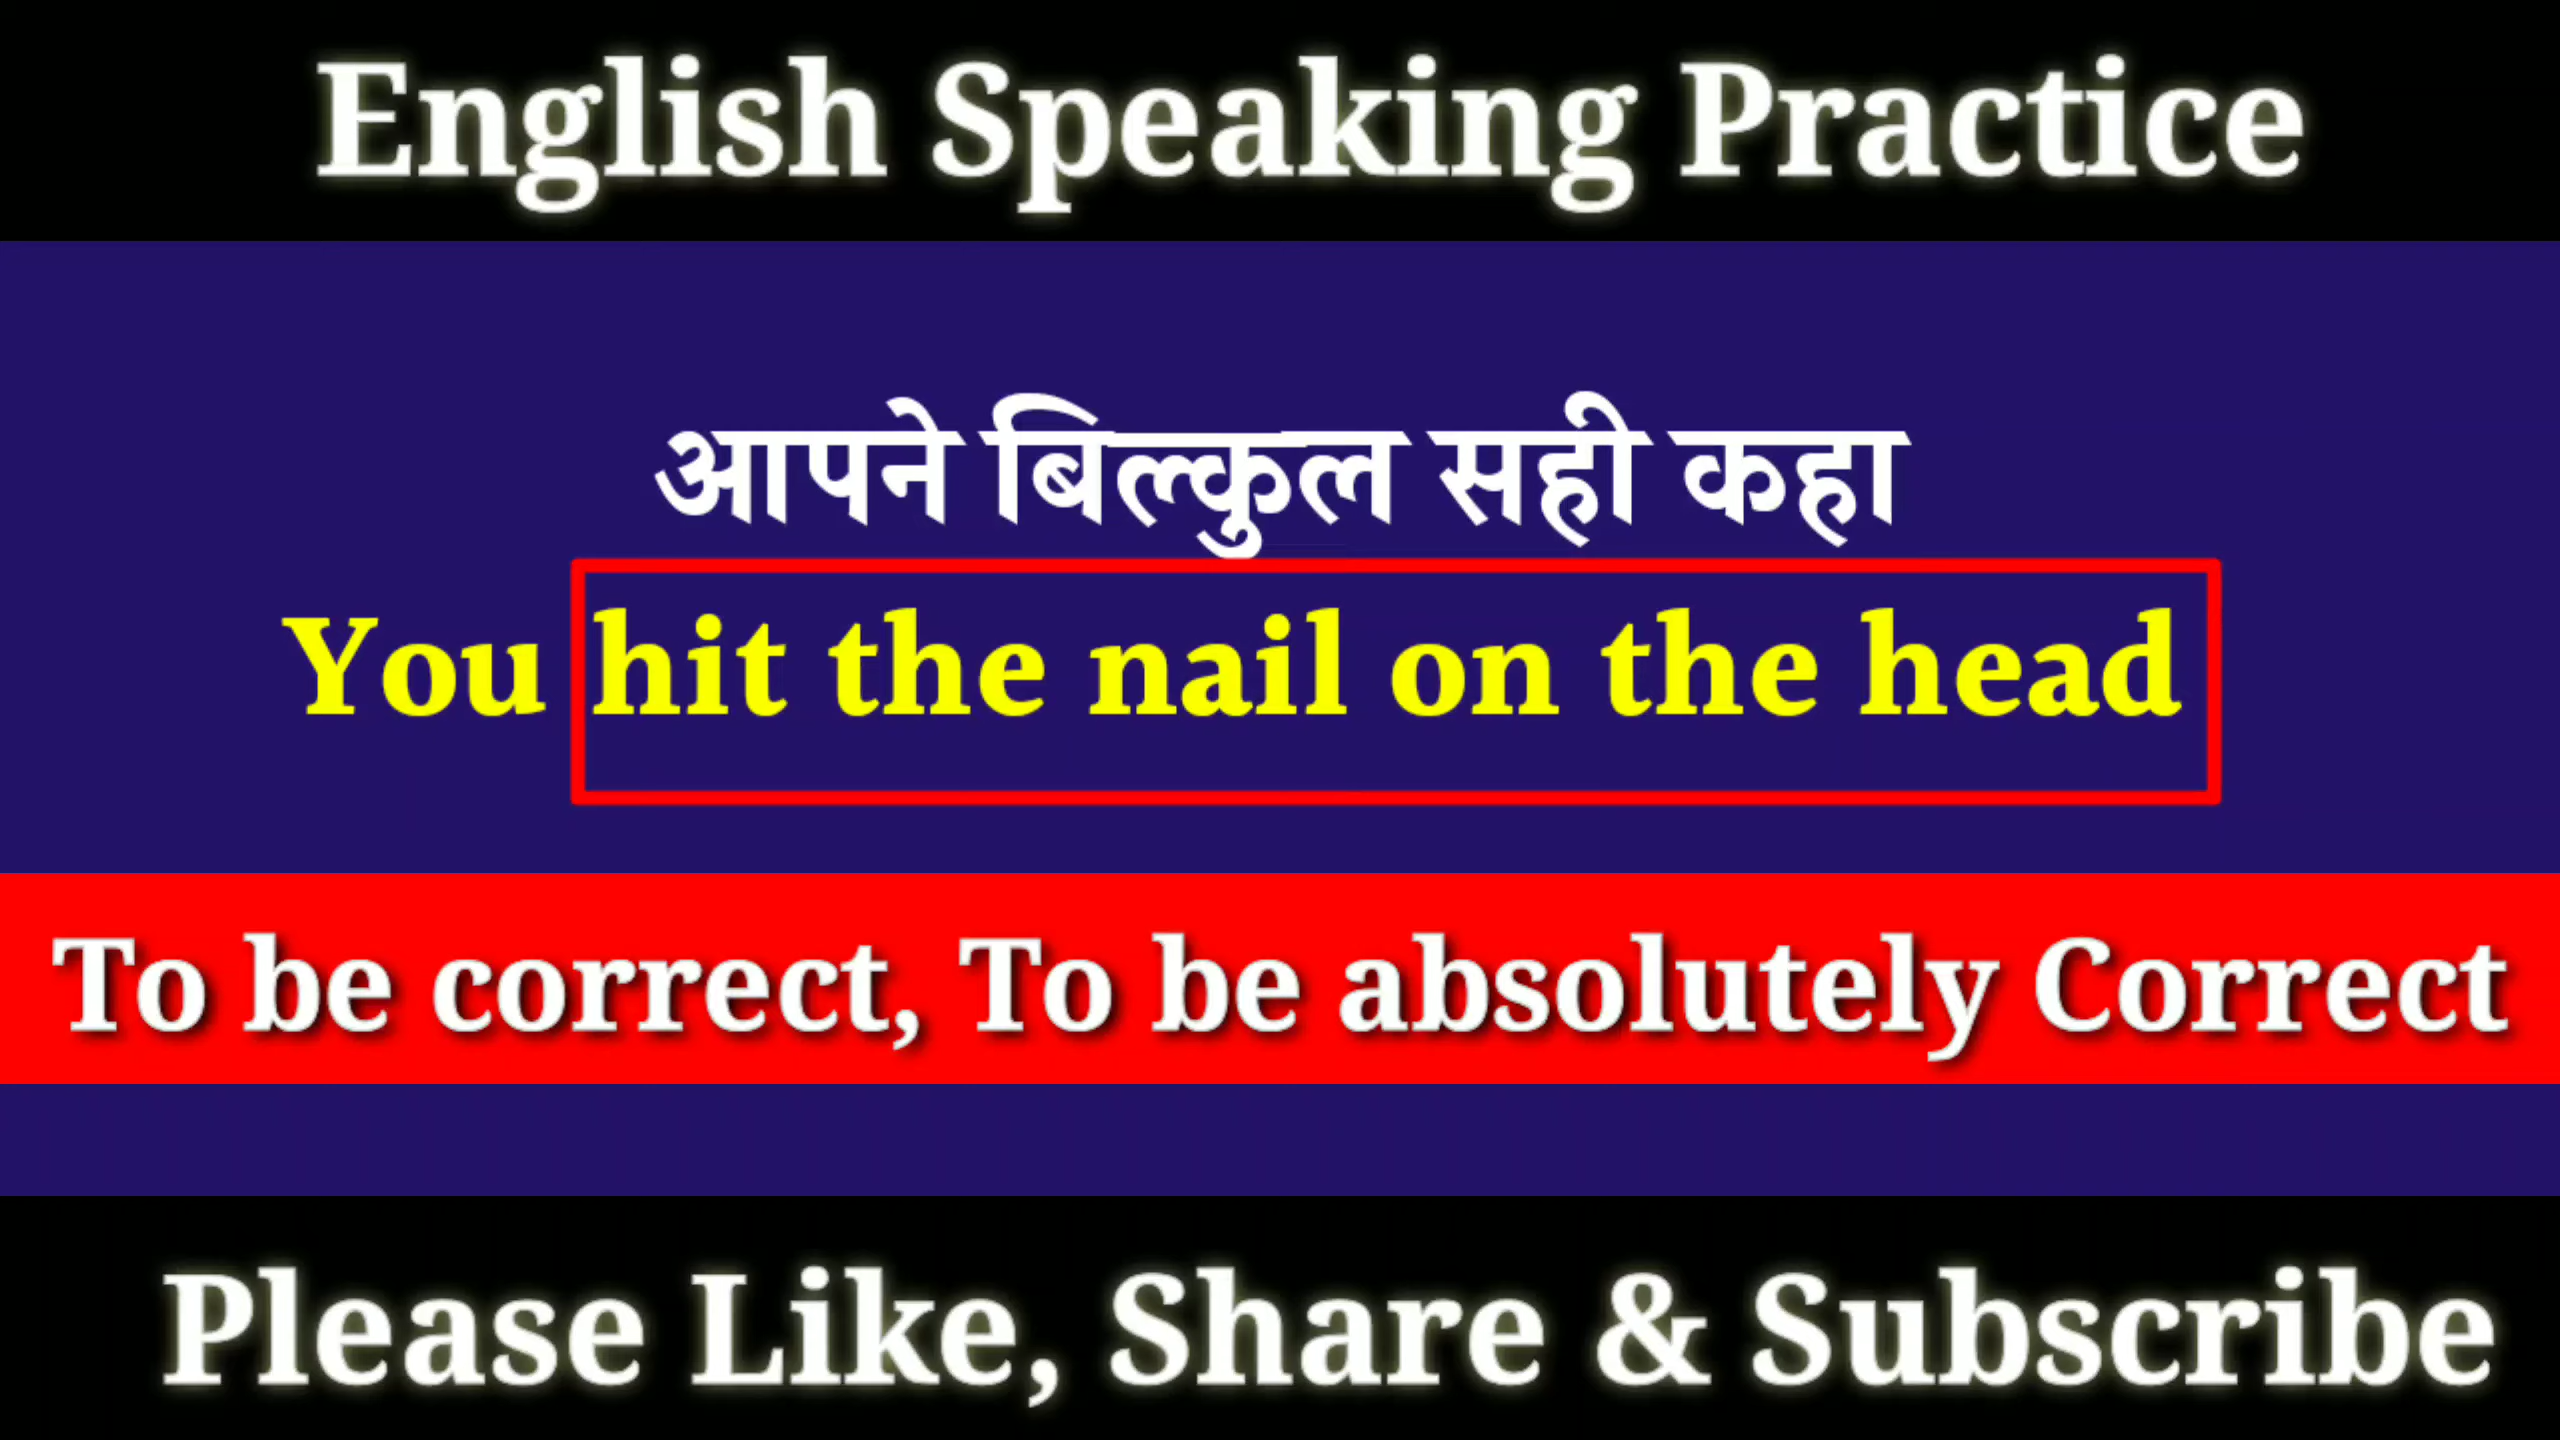 English Speaking Practice
आपने बिल्कुल सही कहा
You hit the nail on the head
To be correct, To be absolutely Correct
Please Like, Share & Subscribe